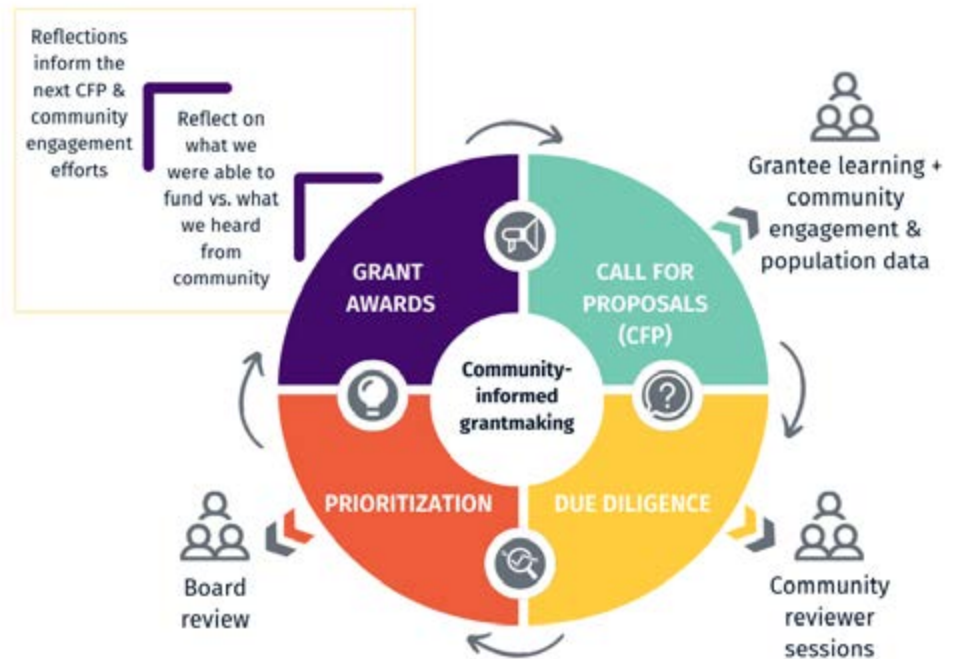 Reflections
inform the
next CFP &
community
engagement
efforts
Reflect on
what we
were able to
fund vs. what
we heard
from
community
GRANT
AWARDS
CALL FOR
PROPOSALS
(CFP)
Grantee learning +
community
engagement &
population data
Community-
informed
grantmaking
PRIORITIZATION
DUE DILIGENCE
Board
review
Community
reviewer
sessions